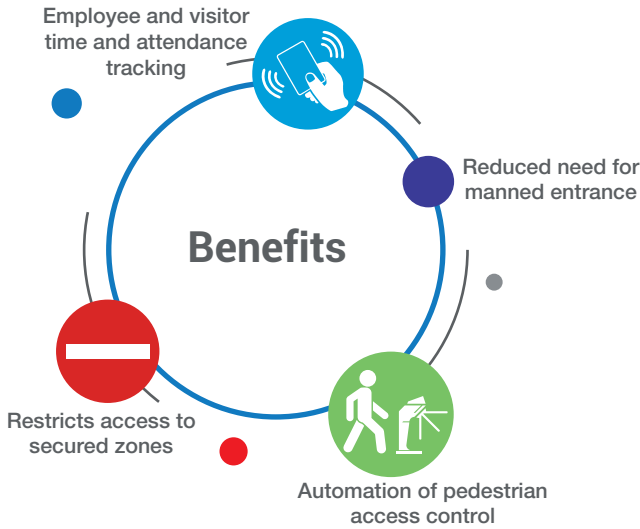 Employee and visitor
time and attendance
tracking
Reduced need for
manned entrance
Benefits
Restricts access to
secured zones
Automation of pedestrian
access control